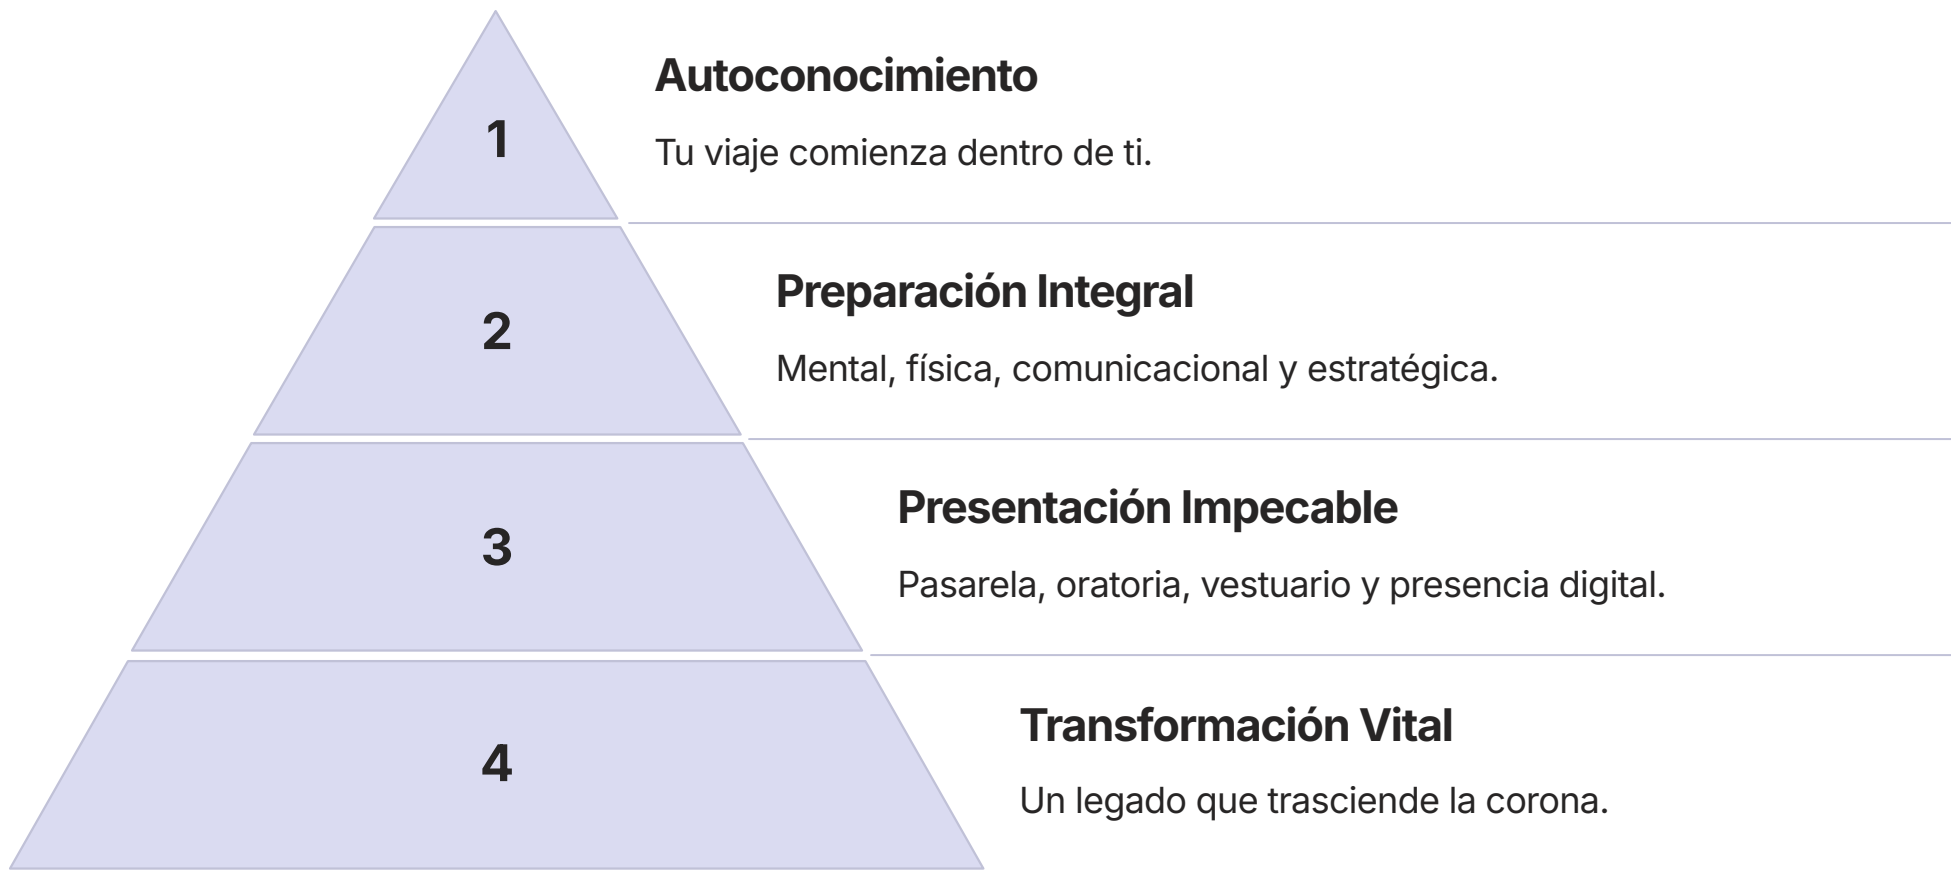 1
Autoconocimiento
Tu viaje comienza dentro de ti.
2
Preparación Integral
Mental, física, comunicacional y estratégica.
3
Presentación Impecable
Pasarela, oratoria, vestuario y presencia digital.
4
Transformación Vital
Un legado que trasciende la corona.